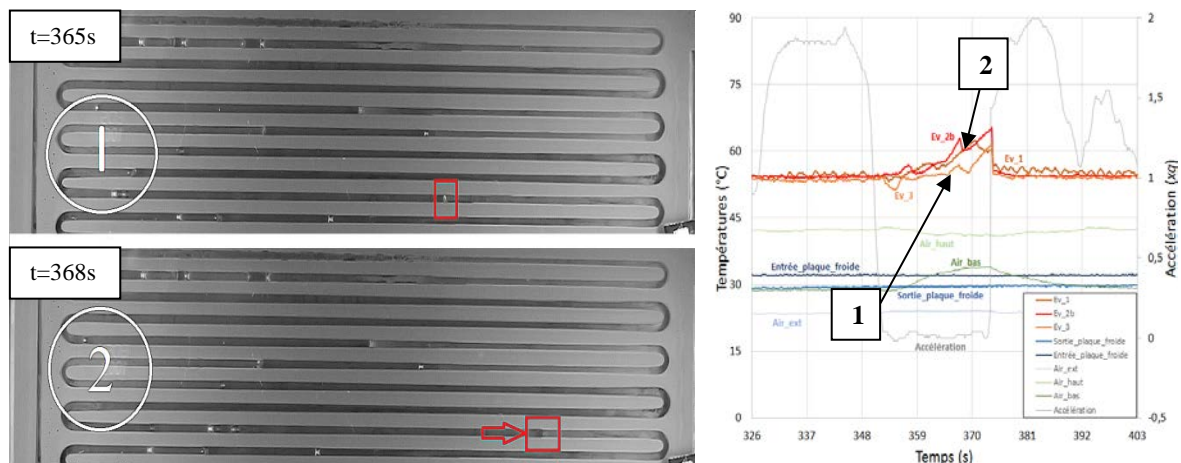 t=365s
1
t=368s
2
Températures (°C)
90
75
60
45
30
15
0
2
1
Ev_2b
Ev_1
Ev_3
Air_haut
Entrée_plaque_froide
Air_bas
Sortie_plaque_froide
Air_ext
Accélération
Ev_1
Ev_2b
Ev_3
Sortie_plaque_froide
Entrée_plaque_froide
Air_ext
Air_haut
Air_bas
Accélération
2
1,5
1
0,5
0
-0,5
Accélération (xg)
326 337 348 359 370 381 392 403
Temps (s)